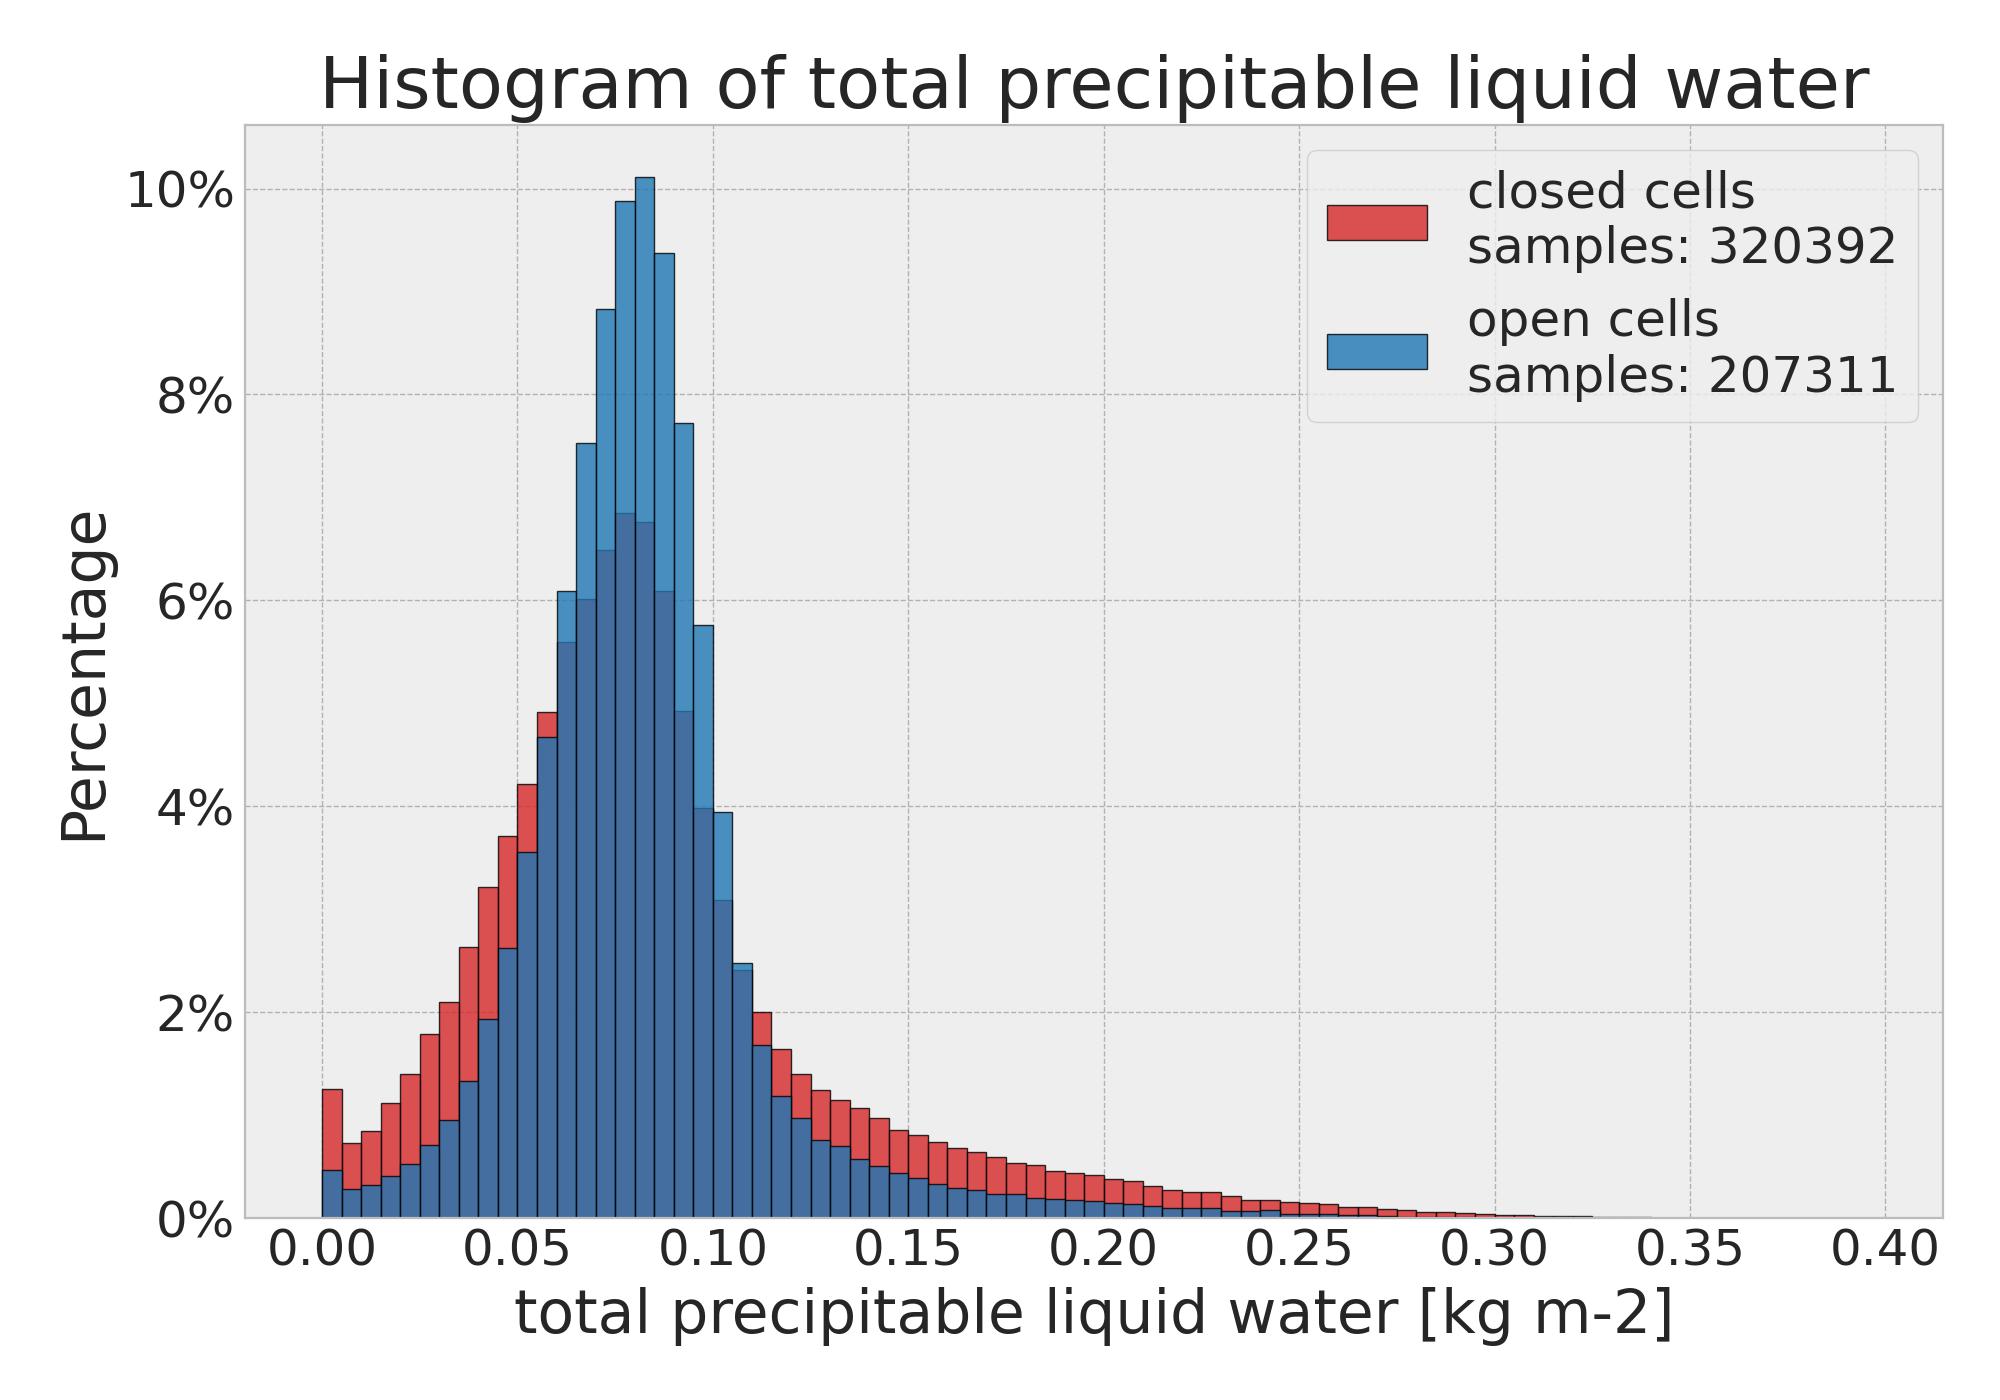 Histogram of total precipitable liquid water
closed cells
samples: 320392
open cells
samples: 207311
Percentage
10%
8%
6%
4%
2%
0%
0.00 0.05 0.10 0.15 0.20 0.25 0.30 0.35 0.40
total precipitable liquid water [kg m-2]